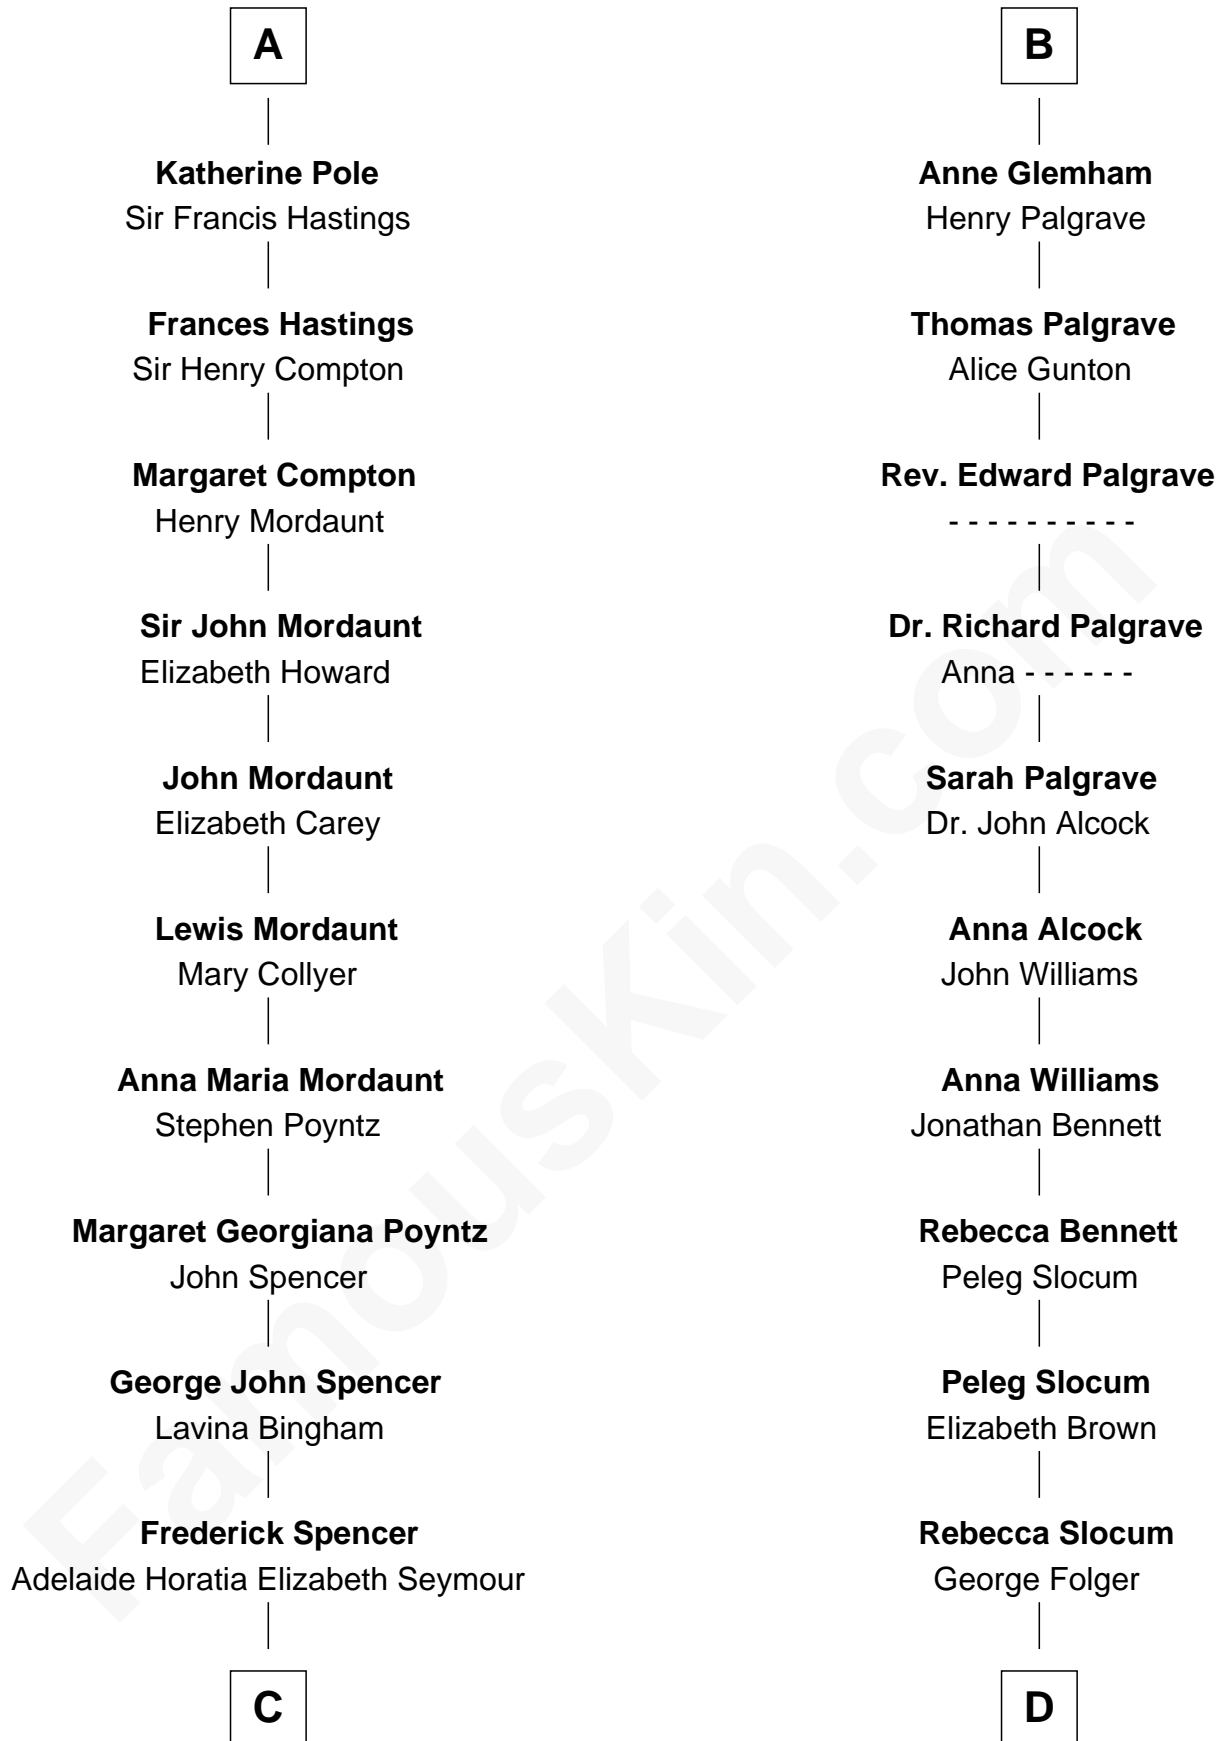 A
Katherine Pole
Sir Francis Hastings
Frances Hastings
Sir Henry Compton
Margaret Compton
Henry Mordaunt
Sir John Mordaunt
Elizabeth Howard
John Mordaunt
Elizabeth Carey
Lewis Mordaunt
Mary Collyer
Anna Maria Mordaunt
Stephen Poyntz
Margaret Georgiana Poyntz
John Spencer
George John Spencer
Lavina Bingham
Frederick Spencer
Adelaide Horatia Elizabeth Seymour
C
B
Anne Glemham
Henry Palgrave
Thomas Palgrave
Alice Gunton
Rev. Edward Palgrave
- - - - - - - - - -
Dr. Richard Palgrave
Anna - - - - - -
Sarah Palgrave
Dr. John Alcock
Anna Alcock
John Williams
Anna Williams
Jonathan Bennett
Rebecca Bennett
Peleg Slocum
Peleg Slocum
Elizabeth Brown
Rebecca Slocum
George Folger
D
FamousKin.com